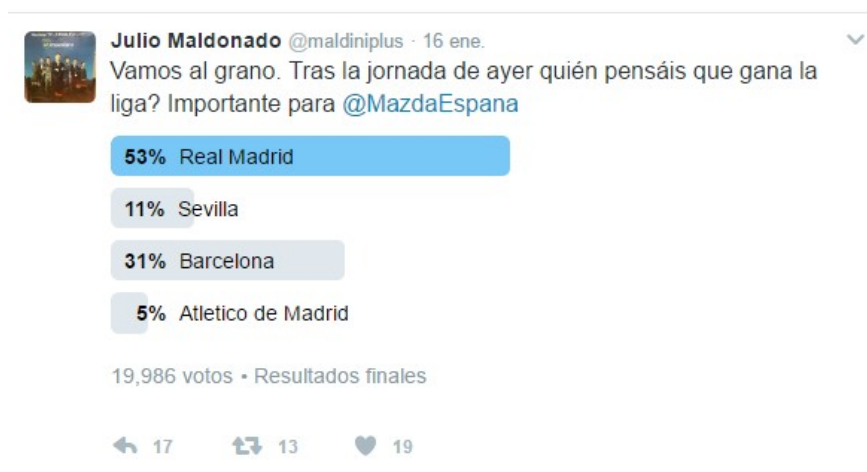 Julio Maldonado @maldiniplus · 16 ene.
Vamos al grano. Tras la jornada de ayer quién pensáis que gana la
liga? Importante para @MazdaEspana
53% Real Madrid
11% Sevilla
31% Barcelona
5% Atletico de Madrid
19,986 votos • Resultados finales
17 13 19